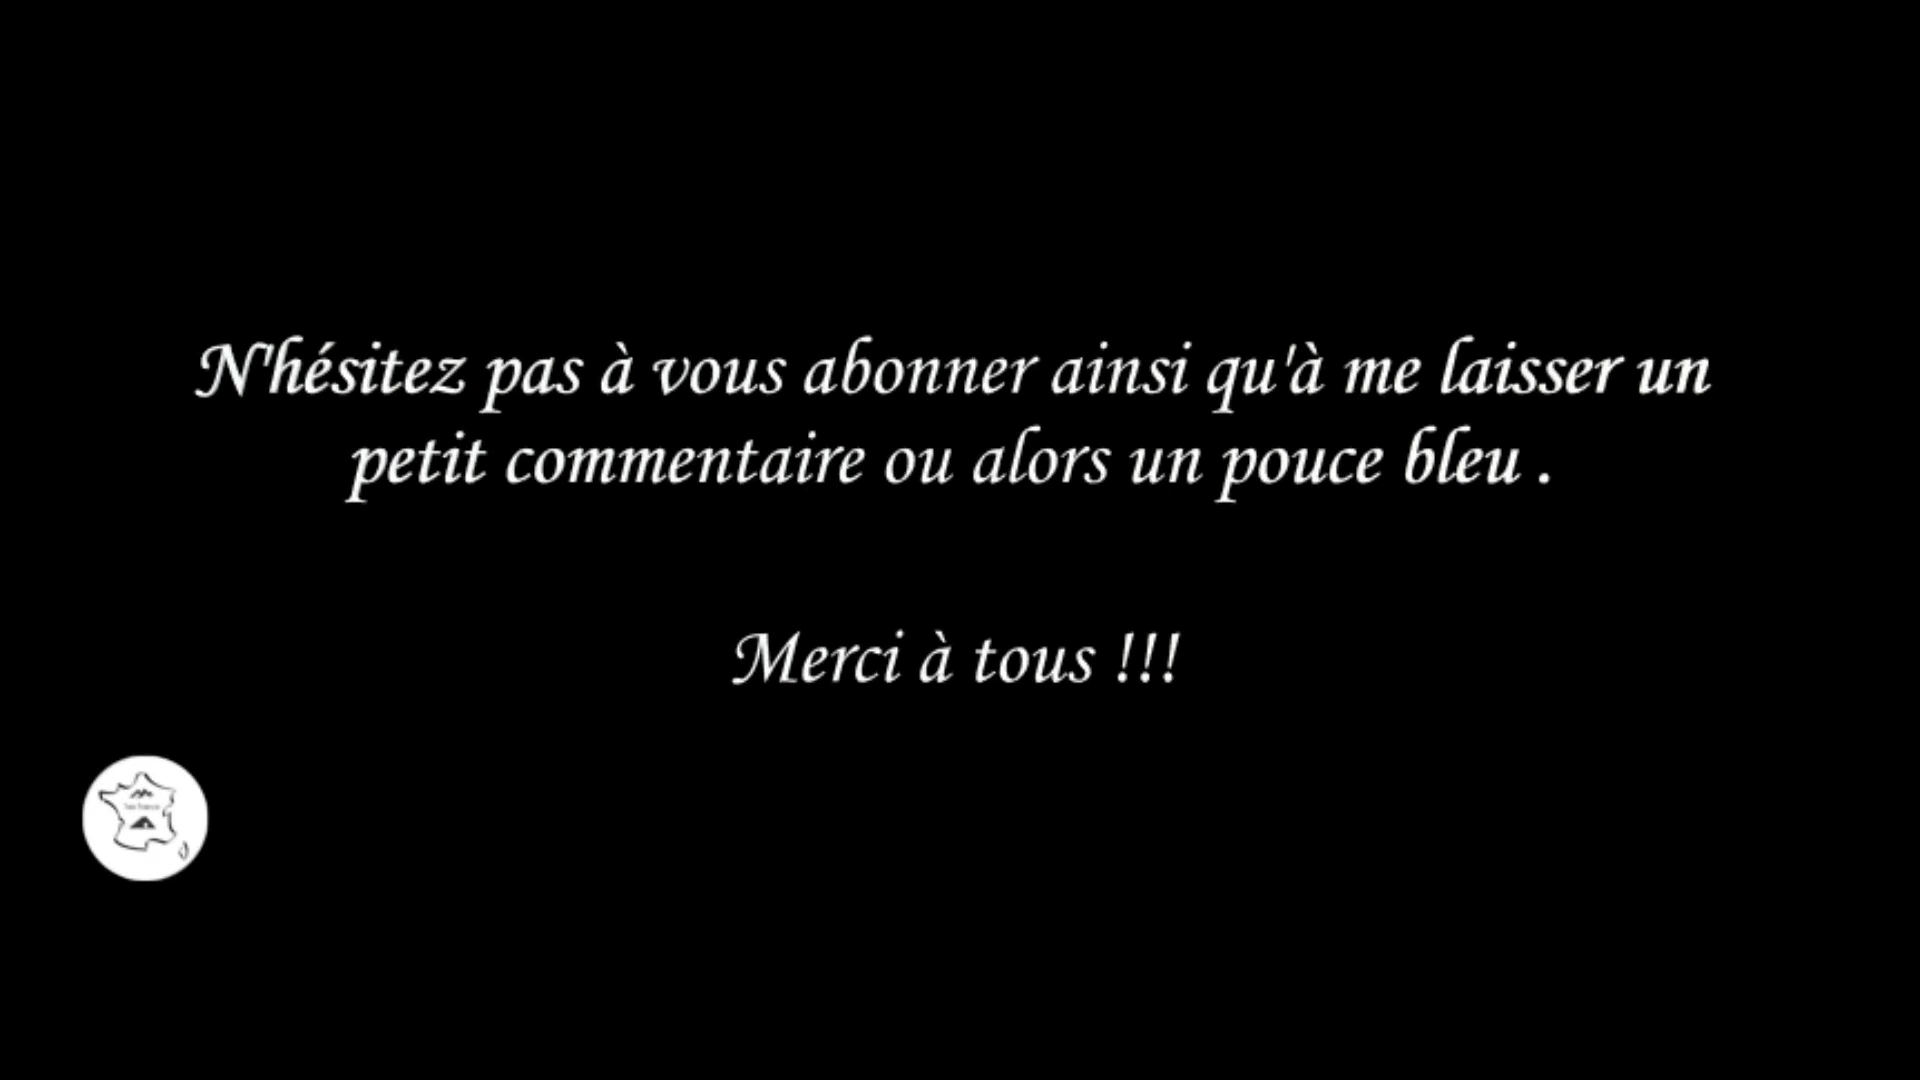 N'hésitez pas à vous abonner ainsi qu'à me laisser un
petit commentaire ou alors un pouce bleu .
Merci à tous !!!